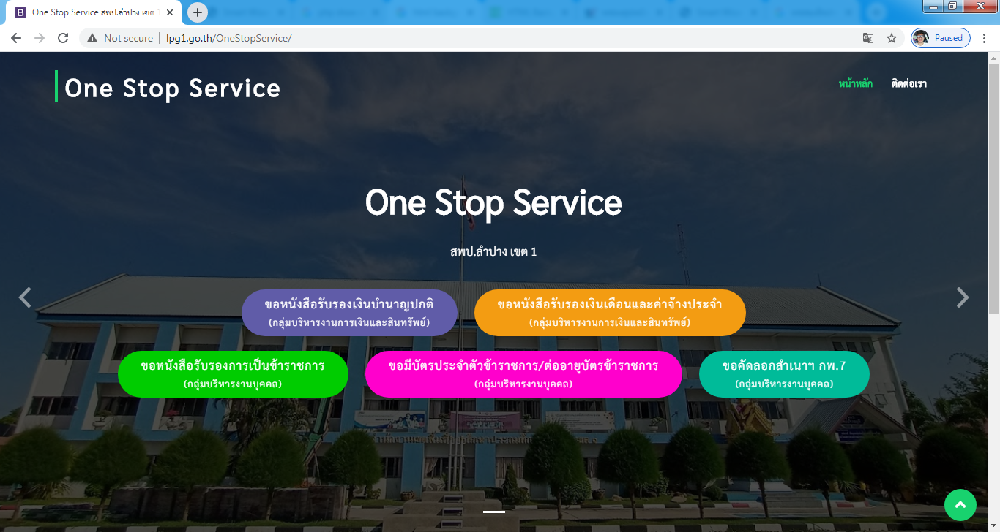 One Stop Service สพป.ลำปาง เขต 1
Not secure
lpg1.go.th/OneStopService/
Paused
One Stop Service
หน้าหลัก
ติดต่อเรา
One Stop Service
สพป.ลำปาง เขต 1
ขอหนังสือรับรองเงินบำนาญปกติ
(กลุ่มบริหารงานการเงินและสินทรัพย์)
ขอหนังสือรับรองเงินเดือนและค่าจ้างประจำ
(กลุ่มบริหารงานการเงินและสินทรัพย์)
ขอหนังสือรับรองการเป็นข้าราชการ
(กลุ่มบริหารงานบุคคล)
ขอมีบัตรประจำตัวข้าราชการ/ต่ออายุบัตรข้าราชการ
(กลุ่มบริหารงานบุคคล)
ขอคัดลอกสำเนาฯ กพ.7
(กลุ่มบริหารงานบุคคล)